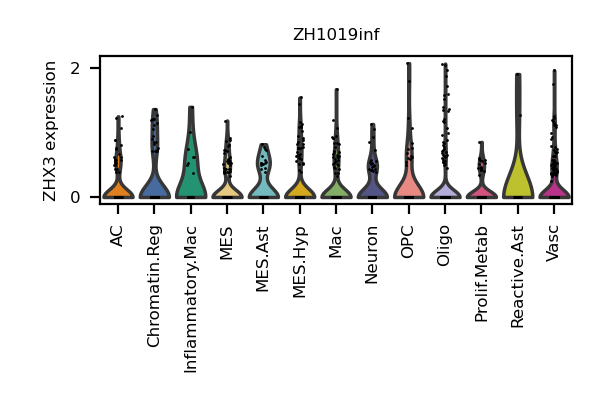 ZH1019inf
ZHX3 expression
2
0
AC
Chromatin.Reg
Inflammatory.Mac
MES
MES.Ast
MES.Hyp
Mac
Neuron
OPC
Oligo
Prolif.Metab
Reactive.Ast
Vasc